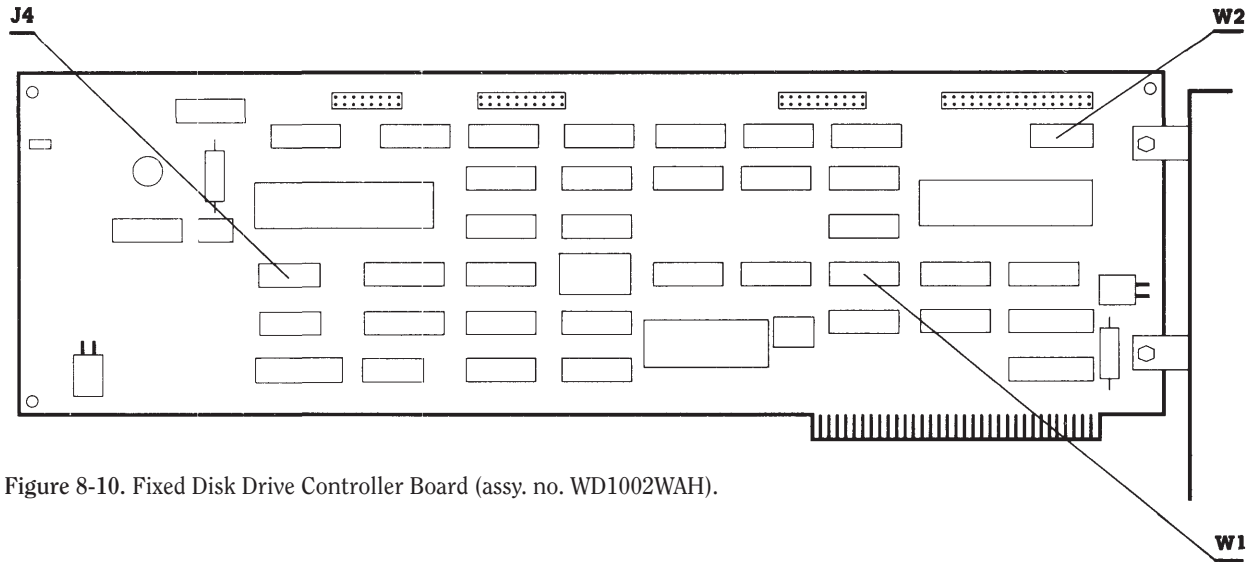 J4
W2
Figure 8-10. Fixed Disk Drive Controller Board (assy. no. WD1002WAH).
W1